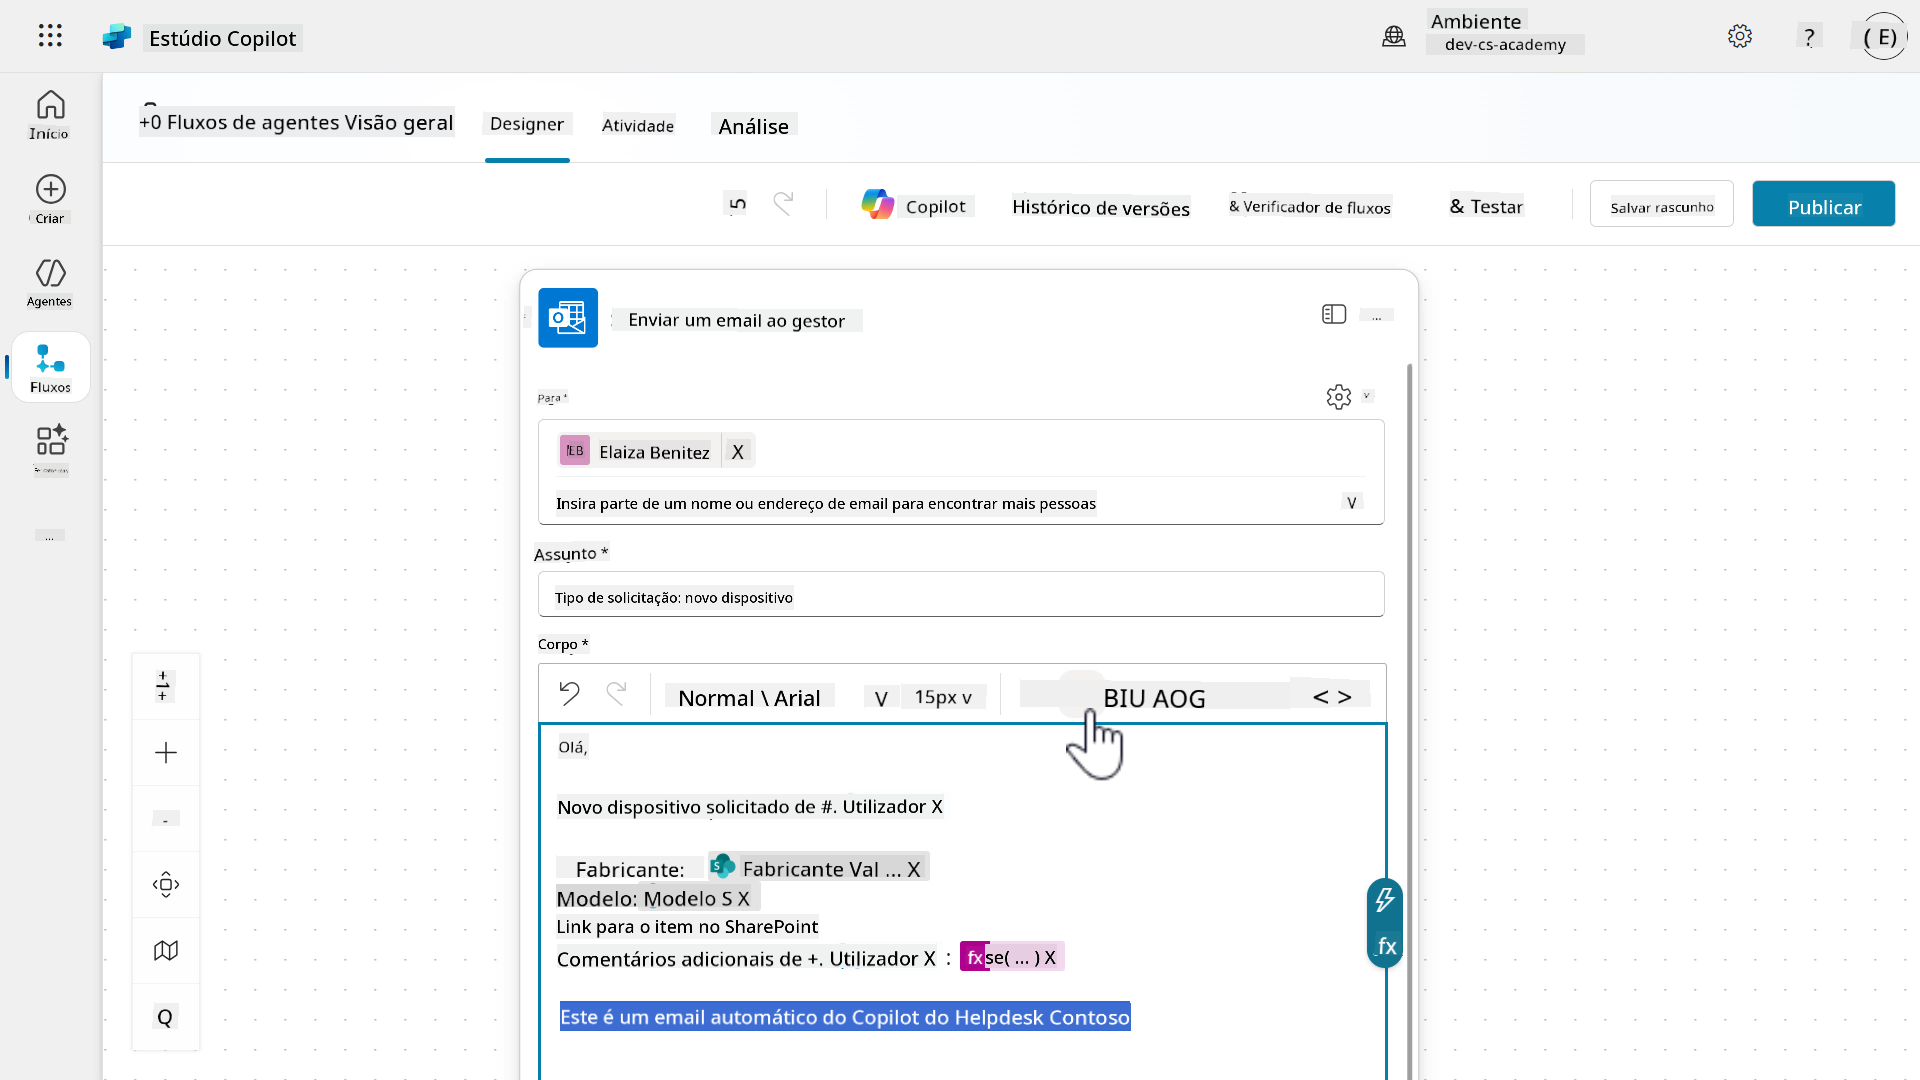 Estúdio Copilot
Ambiente
dev-cs-academy
?
( E)
Início
Criar
Agentes
Fluxos
...
+0 Fluxos de agentes Visão geral
Designer
Atividade
Análise
5
Copilot
Histórico de versões
& Verificador de fluxos
& Testar
Salvar rascunho
Publicar
Enviar um email ao gestor
...
Para *
v
EB Elaiza Benitez X
Insira parte de um nome ou endereço de email para encontrar mais pessoas
V
Assunto *
Tipo de solicitação: novo dispositivo
Corpo *
Normal \ Arial V 15px v BIU AOG < >
Olá,
Novo dispositivo solicitado de #. Utilizador X
Fabricante: S Fabricante Val ... X
Modelo: Modelo S X
Link para o item no SharePoint
Comentários adicionais de +. Utilizador X : fx se( ... ) X
Este é um email automático do Copilot do Helpdesk Contoso
fx
Q